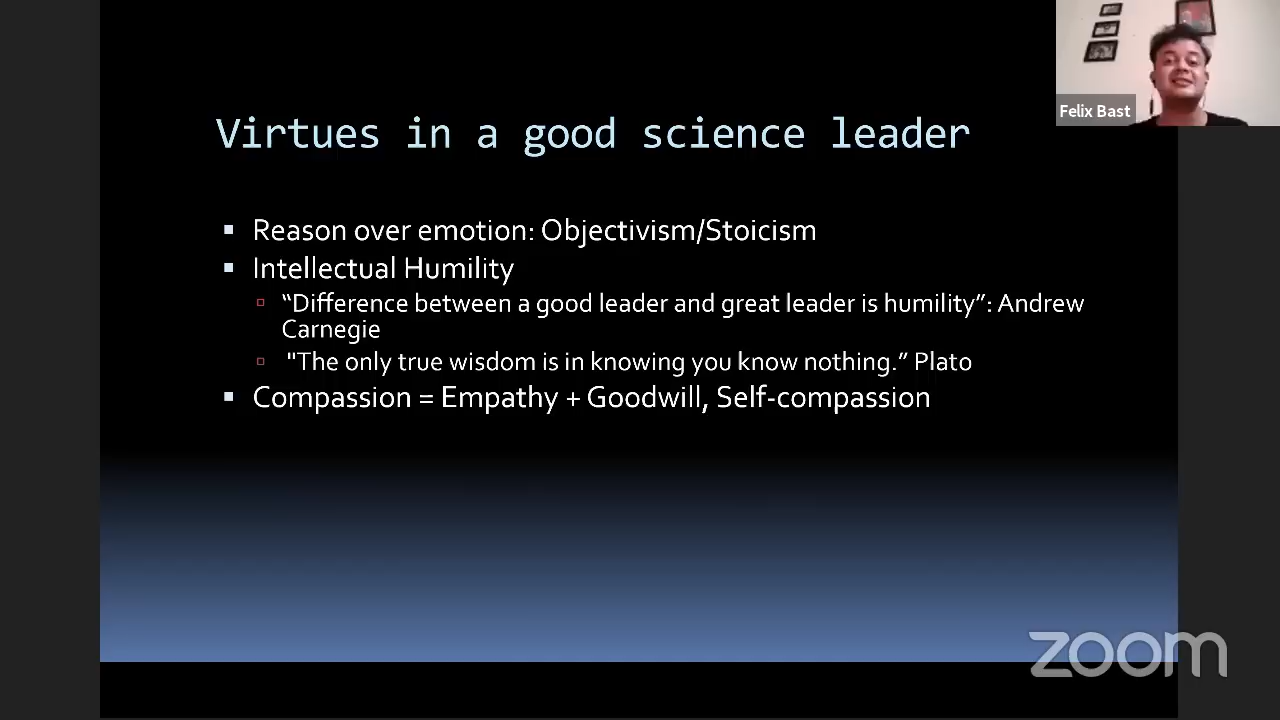 Felix Bast
Virtues in a good science leader
▪ Reason over emotion: Objectivism/Stoicism
▪ Intellectual Humility
▫ “Difference between a good leader and great leader is humility”: Andrew
Carnegie
▫ "The only true wisdom is in knowing you know nothing.” Plato
▪ Compassion = Empathy + Goodwill, Self-compassion
zoom